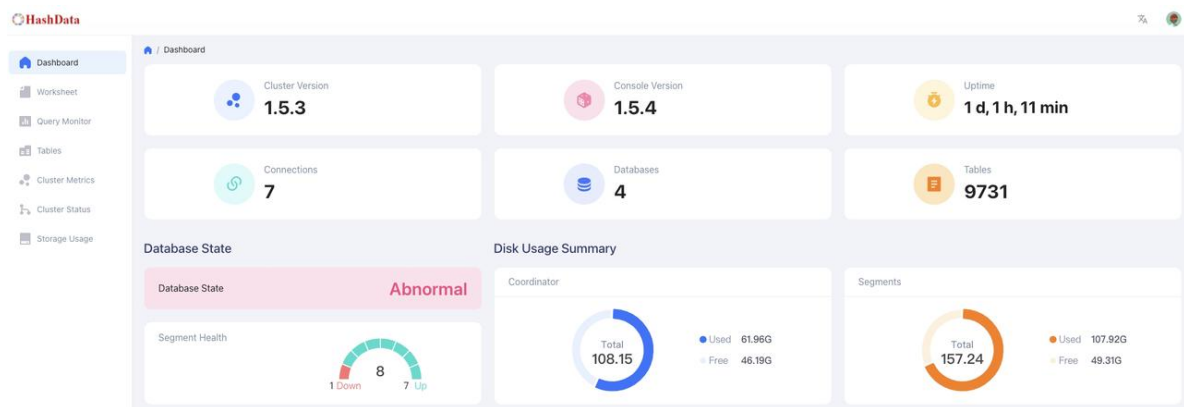 HashData
Dashboard
Worksheet
Query Monitor
Tables
Cluster Metrics
Cluster Status
Storage Usage
/ Dashboard
Cluster Version
1.5.3
Console Version
1.5.4
Uptime
1 d, 1 h, 11 min
Connections
7
Databases
4
Tables
9731
Database State
Database State
Abnormal
Segment Health
8
1 Down
7 Up
Disk Usage Summary
Coordinator
Total
108.15
Used 61.96G
Free 46.19G
Segments
Total
157.24
Used 107.92G
Free 49.31G